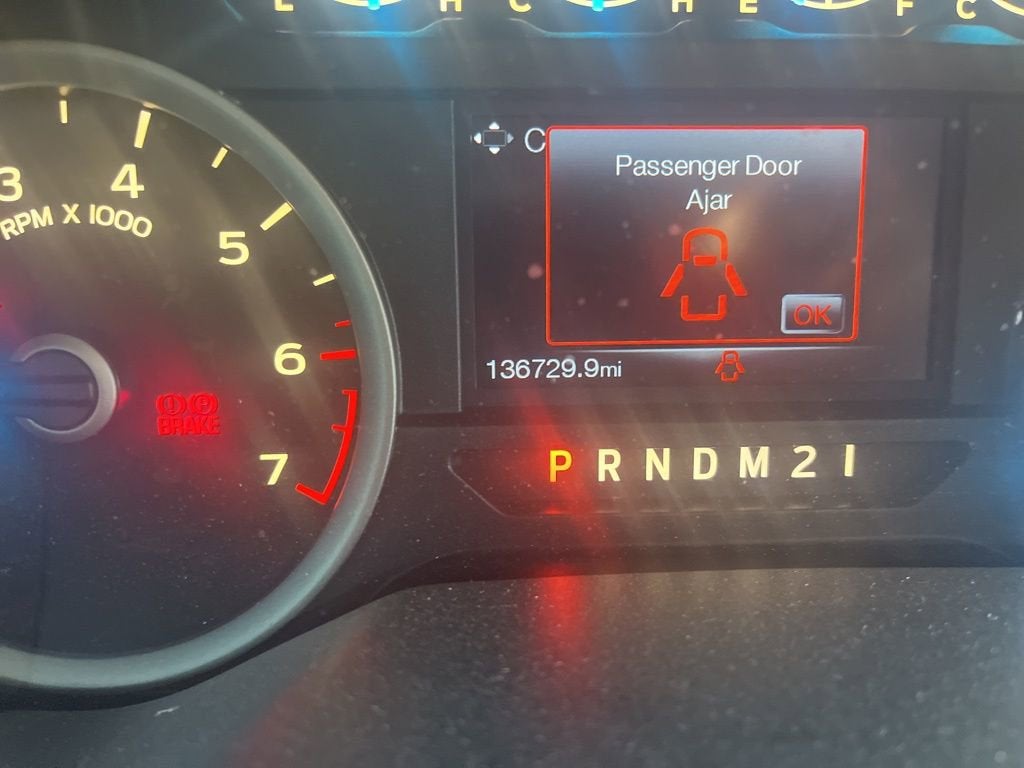 L H C H E F C
3 4 5 6 7
RPM X 1000
C
Passenger Door
Ajar
OK
136729.9mi
BRAKE
P R N D M 2 1